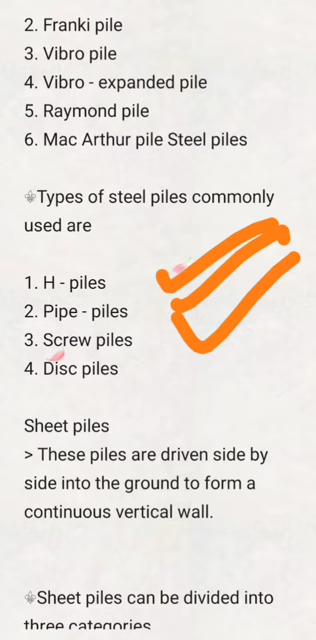 2. Franki pile
3. Vibro pile
4. Vibro - expanded pile
5. Raymond pile
6. Mac Arthur pile Steel piles
⚜Types of steel piles commonly
used are
1. H - piles
2. Pipe - piles
3. Screw piles
4. Disc piles
Sheet piles
> These piles are driven side by
side into the ground to form a
continuous vertical wall.
⚜Sheet piles can be divided into
three categories